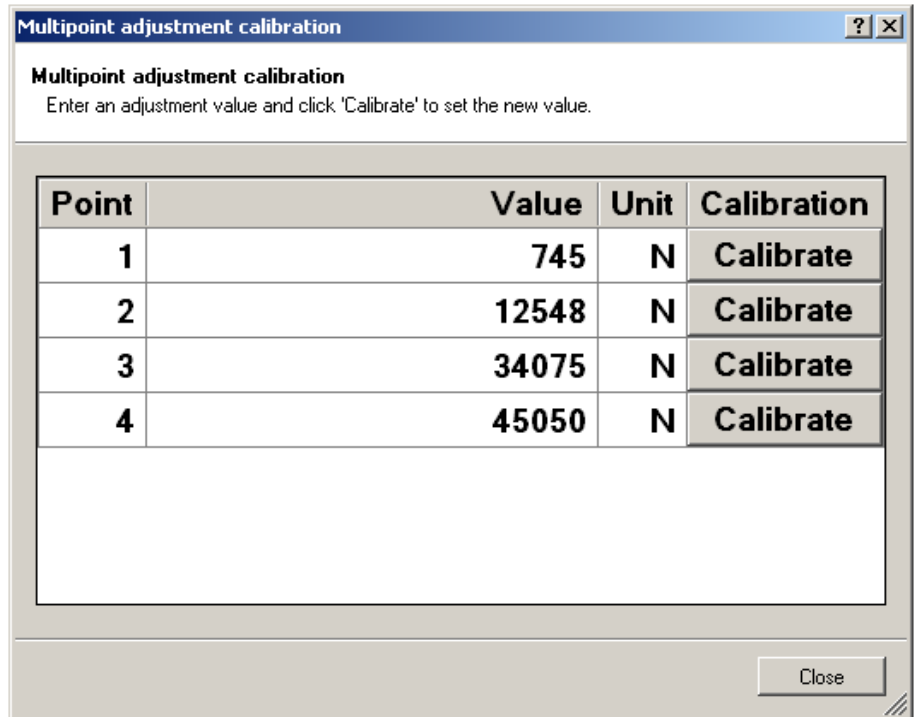 Multipoint adjustment calibration
Multipoint adjustment calibration
Enter an adjustment value and click 'Calibrate' to set the new value.
Point Value Unit Calibration
1 745 N Calibrate
2 12548 N Calibrate
3 34075 N Calibrate
4 45050 N Calibrate
Close